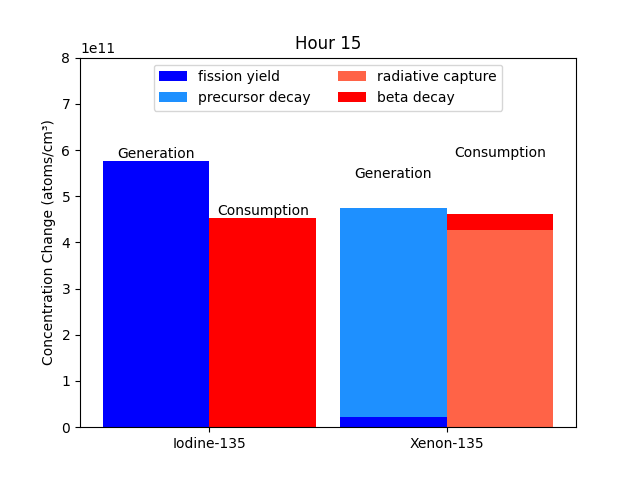 Hour 15
1e11
fission yield
precursor decay
radiative capture
beta decay
Generation
Consumption
Generation
Consumption
8
7
6
5
4
3
2
1
0
Concentration Change (atoms/cm³)
Iodine-135
Xenon-135